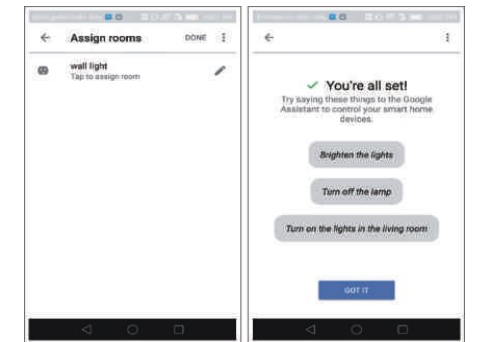 Assign rooms
DONE
wall light
Tap to assign room
You're all set!
Try saying these things to the Google
Assistant to control your smart home
devices.
Brighten the lights
Turn off the lamp
Turn on the lights in the living room
GOT IT